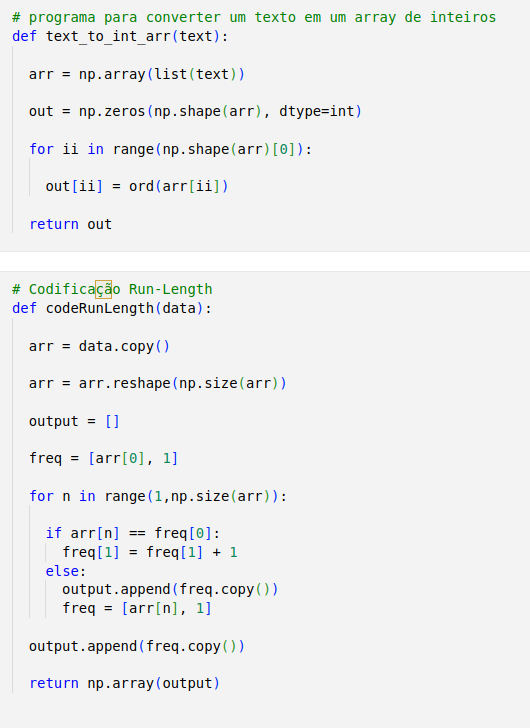 # programa para converter um texto em um array de inteiros
def text_to_int_arr(text):
arr = np.array(list(text))
out = np.zeros(np.shape(arr), dtype=int)
for ii in range(np.shape(arr)[0]):
out[ii] = ord(arr[ii])
return out
# Codificação Run-Length
def codeRunLength(data):
arr = data.copy()
arr = arr.reshape(np.size(arr))
output = []
freq = [arr[0], 1]
for n in range(1,np.size(arr)):
if arr[n] == freq[0]:
freq[1] = freq[1] + 1
else:
output.append(freq.copy())
freq = [arr[n], 1]
output.append(freq.copy())
return np.array(output)